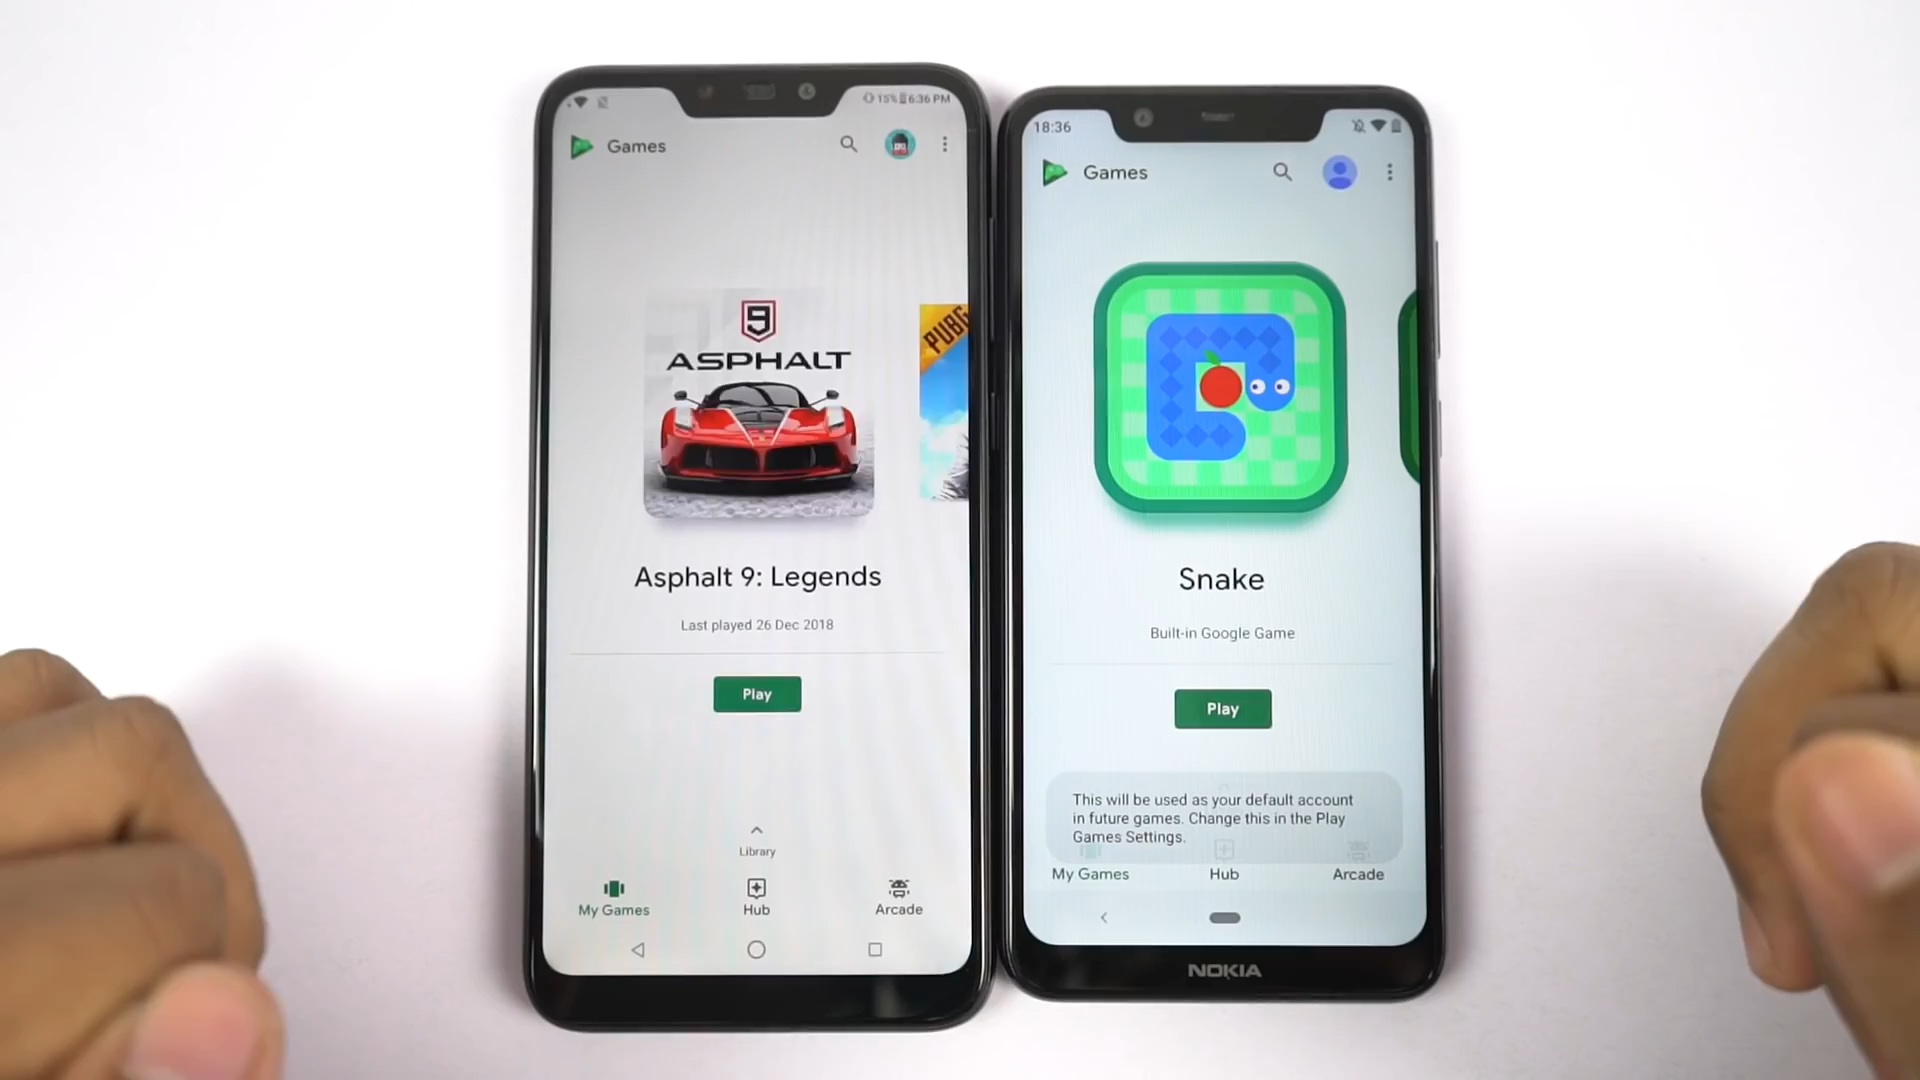 15% 6:36 PM
Games
9
ASPHALT
PUBG
Asphalt 9: Legends
Last played 26 Dec 2018
Play
Library
My Games
Hub
Arcade
18:36
Games
Snake
Built-in Google Game
Play
This will be used as your default account
in future games. Change this in the Play
Games Settings.
My Games
Hub
Arcade
NOKIA